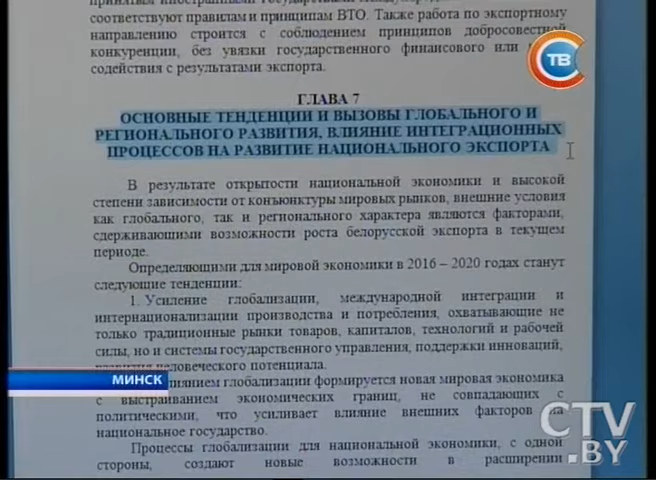 соответствуют правилам и принципам ВТО. Также работа по экспортному
направлению строится с соблюдением принципов добросовестной
конкуренции, без увязки государственного финансового или
содействия с результатами экспорта.
СТВ
ГЛАВА 7
ОСНОВНЫЕ ТЕНДЕНЦИИ И ВЫЗОВЫ ГЛОБАЛЬНОГО И
РЕГИОНАЛЬНОГО РАЗВИТИЯ, ВЛИЯНИЕ ИНТЕГРАЦИОННЫХ
ПРОЦЕССОВ НА РАЗВИТИЕ НАЦИОНАЛЬНОГО ЭКСПОРТА
В результате открытости национальной экономики и высокой
степени зависимости от конъюнктуры мировых рынков, внешние условия
как глобального, так и регионального характера являются факторами,
сдерживающими возможности роста белорусской экспорта в текущем
периоде.
Определяющими для мировой экономики в 2016 – 2020 годах станут
следующие тенденции:
1. Усиление глобализации, международной интеграции и
интернационализации производства и потребления, охватывающие не
только традиционные рынки товаров, капиталов, технологий и рабочей
силы, но и системы государственного управления, поддержки инноваций,
человеческого потенциала.
МИНСК
влиянием глобализации формируется новая мировая экономика
с выстраиванием экономических границ, не совпадающих с
политическими, что усиливает влияние внешних факторов на
национальное государство.
Процессы глобализации для национальной экономики, с одной
стороны, создают новые возможности в расширении
CTV
.BY